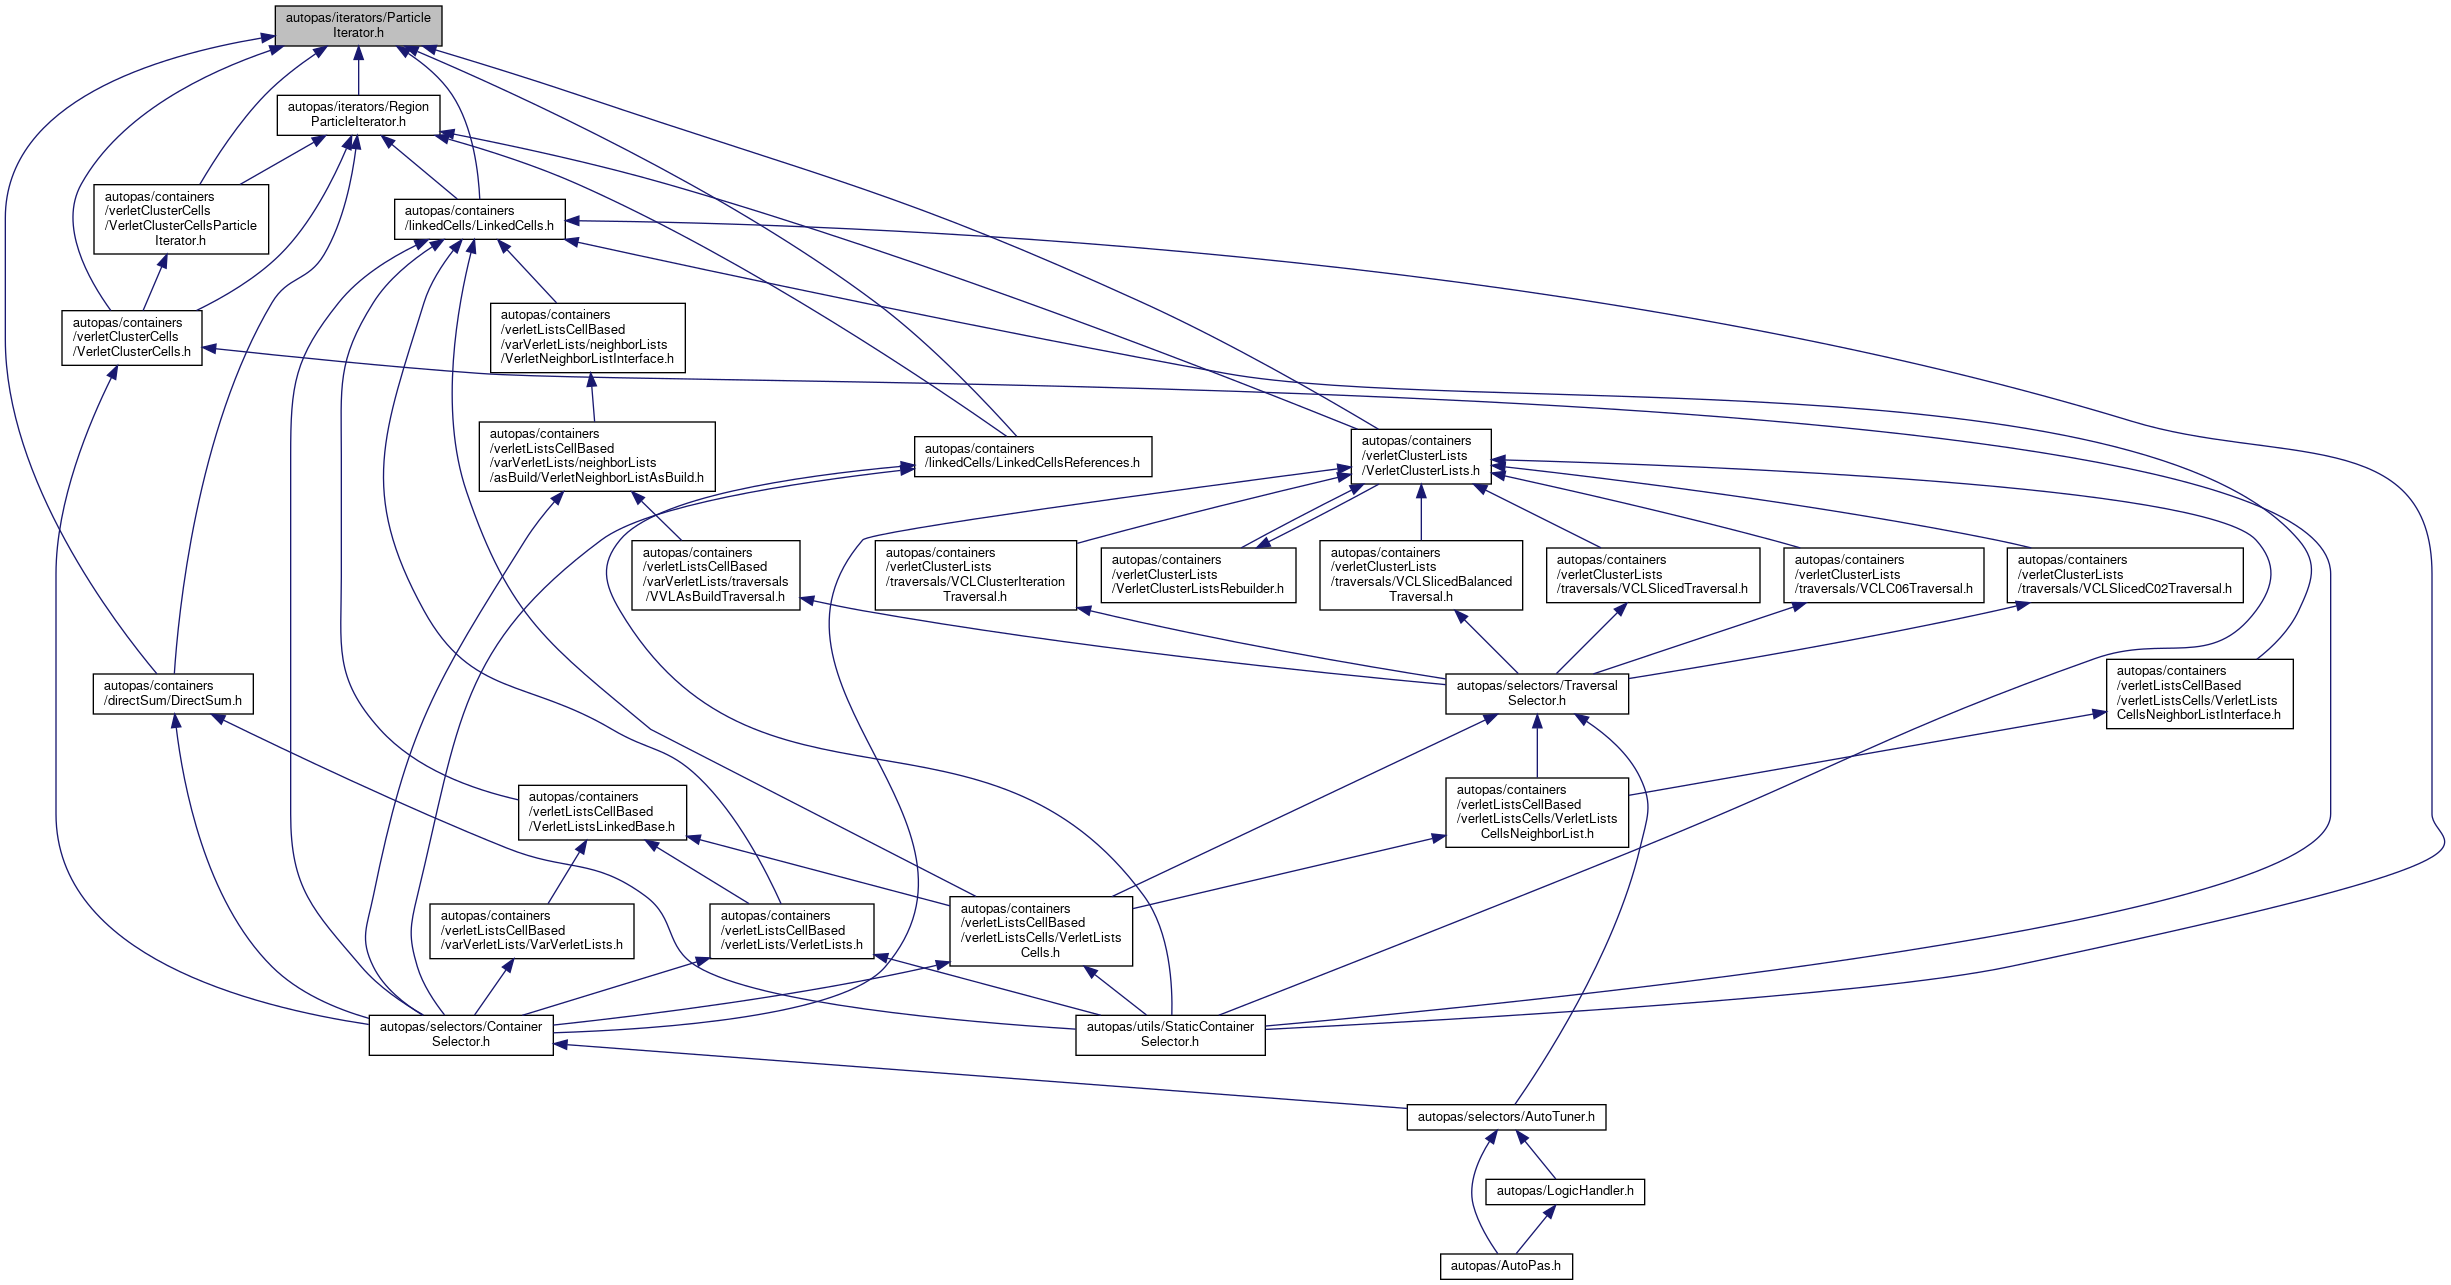 autopas/iterators/Particle
Iterator.h
autopas/iterators/Region
ParticleIterator.h
autopas/containers
/verletClusterCells
/VerletClusterCellsParticle
Iterator.h
autopas/containers
/linkedCells/LinkedCells.h
autopas/containers
/verletClusterCells
/VerletClusterCells.h
autopas/containers
/verletListsCellBased
/varVerletLists/neighborLists
/VerletNeighborListInterface.h
autopas/containers
/verletListsCellBased
/varVerletLists/neighborLists
/asBuild/VerletNeighborListAsBuild.h
autopas/containers
/linkedCells/LinkedCellsReferences.h
autopas/containers
/verletClusterLists
/VerletClusterLists.h
autopas/containers
/verletListsCellBased
/varVerletLists/traversals
/VVLAsBuildTraversal.h
autopas/containers
/verletClusterLists
/traversals/VCLClusterIteration
Traversal.h
autopas/containers
/verletClusterLists
/VerletClusterListsRebuilder.h
autopas/containers
/verletClusterLists
/traversals/VCLSlicedBalanced
Traversal.h
autopas/containers
/verletClusterLists
/traversals/VCLSlicedTraversal.h
autopas/containers
/verletClusterLists
/traversals/VCLC06Traversal.h
autopas/containers
/verletClusterLists
/traversals/VCLSlicedC02Traversal.h
autopas/containers
/directSum/DirectSum.h
autopas/selectors/Traversal
Selector.h
autopas/containers
/verletListsCellBased
/verletListsCells/VerletLists
CellsNeighborListInterface.h
autopas/containers
/verletListsCellBased
/VerletListsLinkedBase.h
autopas/containers
/verletListsCellBased
/verletListsCells/VerletLists
CellsNeighborList.h
autopas/containers
/verletListsCellBased
/varVerletLists/VarVerletLists.h
autopas/containers
/verletListsCellBased
/verletLists/VerletLists.h
autopas/containers
/verletListsCellBased
/verletListsCells/VerletLists
Cells.h
autopas/selectors/Container
Selector.h
autopas/utils/StaticContainer
Selector.h
autopas/selectors/AutoTuner.h
autopas/LogicHandler.h
autopas/AutoPas.h